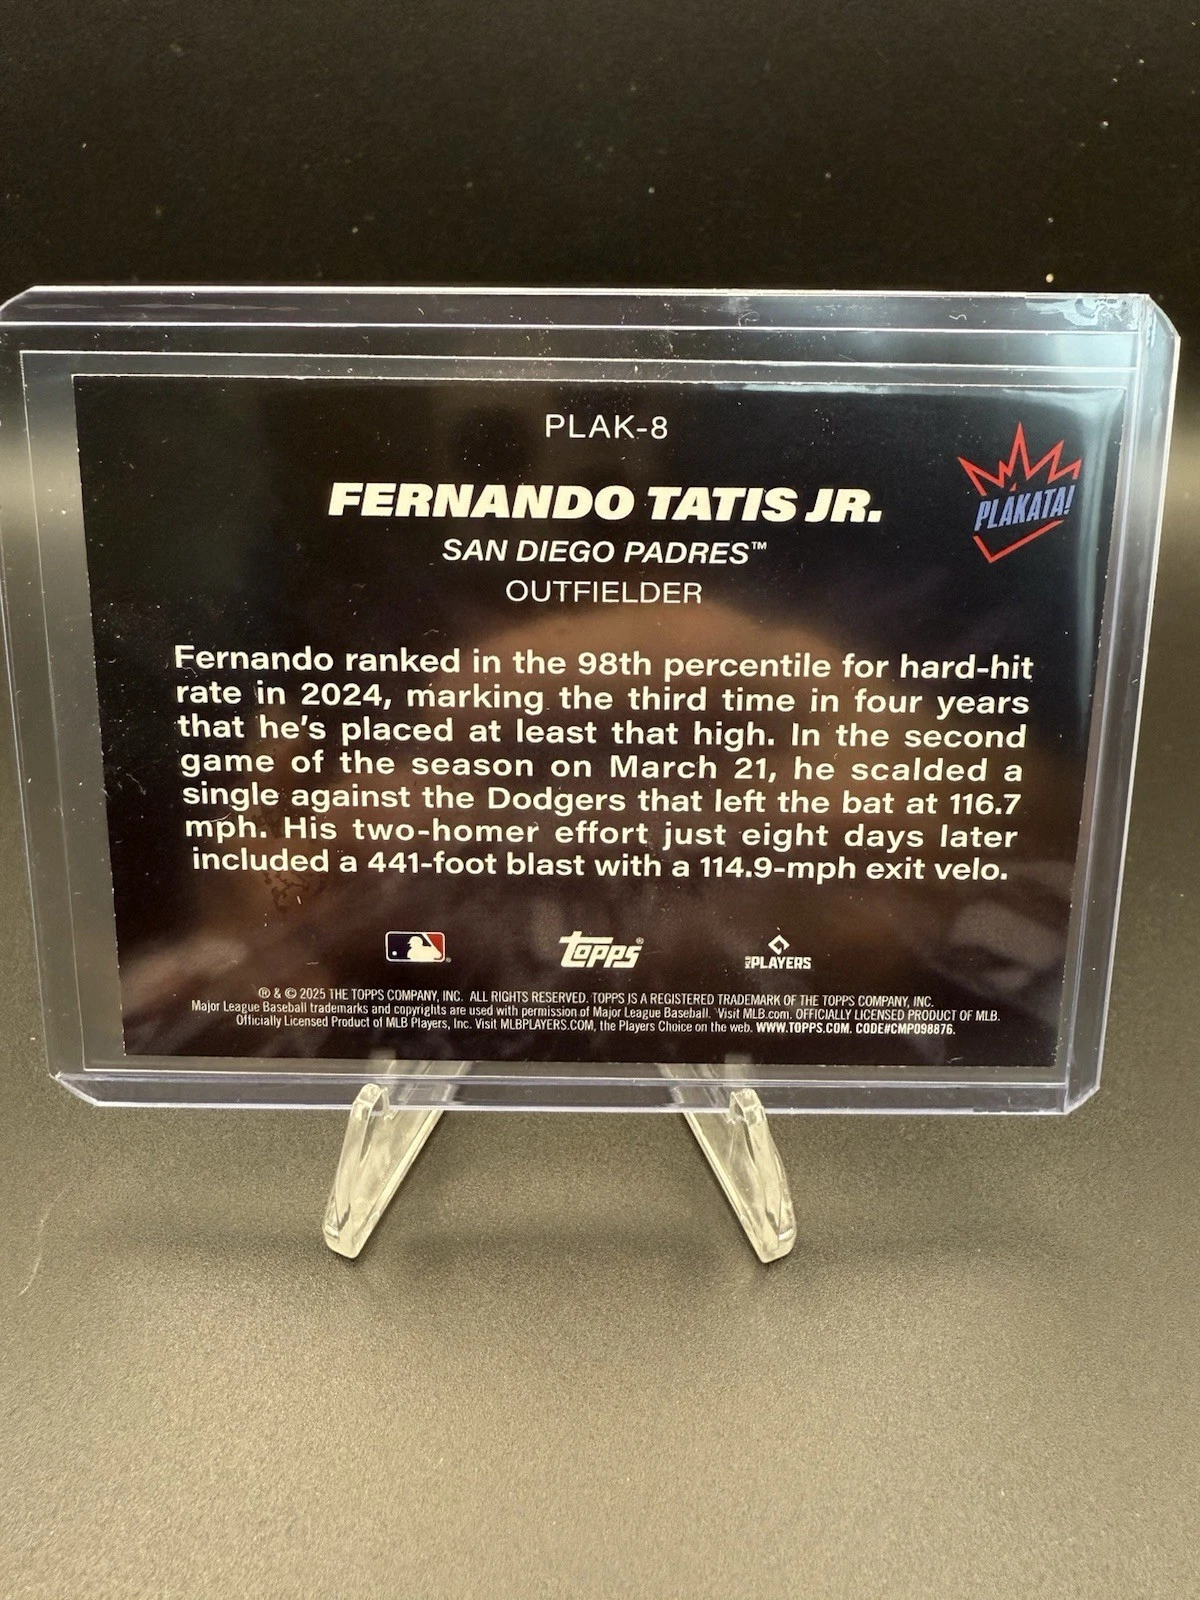 PLAK-8
PLAKATA!
FERNANDO TATIS JR.
SAN DIEGO PADRES™
OUTFIELDER
Fernando ranked in the 98th percentile for hard-hit
rate in 2024, marking the third time in four years
that he's placed at least that high. In the second
game of the season on March 21, he scalded a
single against the Dodgers that left the bat at 116.7
mph. His two-homer effort just eight days later
included a 441-foot blast with a 114.9-mph exit velo.
topps®
MLB PLAYERS
® & © 2025 THE TOPPS COMPANY, INC. ALL RIGHTS RESERVED. TOPPS IS A REGISTERED TRADEMARK OF THE TOPPS COMPANY, INC.
Major League Baseball trademarks and copyrights are used with permission of Major League Baseball. Visit MLB.com. OFFICIALLY LICENSED PRODUCT OF MLB.
Officially Licensed Product of MLB Players, Inc. Visit MLBPLAYERS.COM, the Players Choice on the web. WWW.TOPPS.COM. CODE#CMP098876.